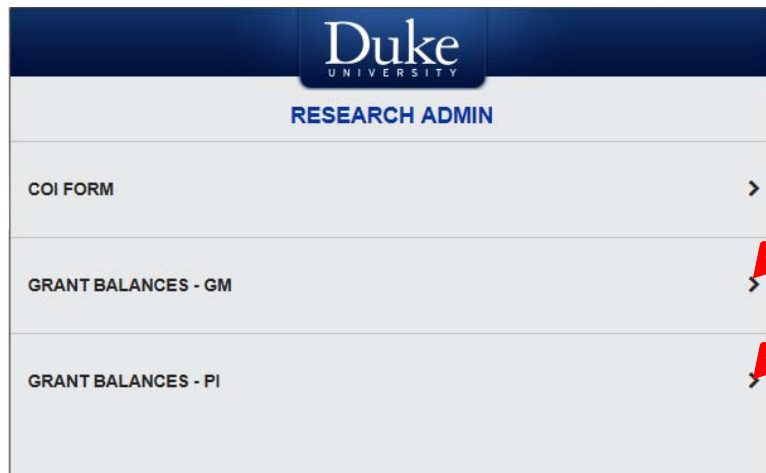 Duke
UNIVERSITY
RESEARCH ADMIN
COI FORM
GRANT BALANCES - GM
GRANT BALANCES - PI